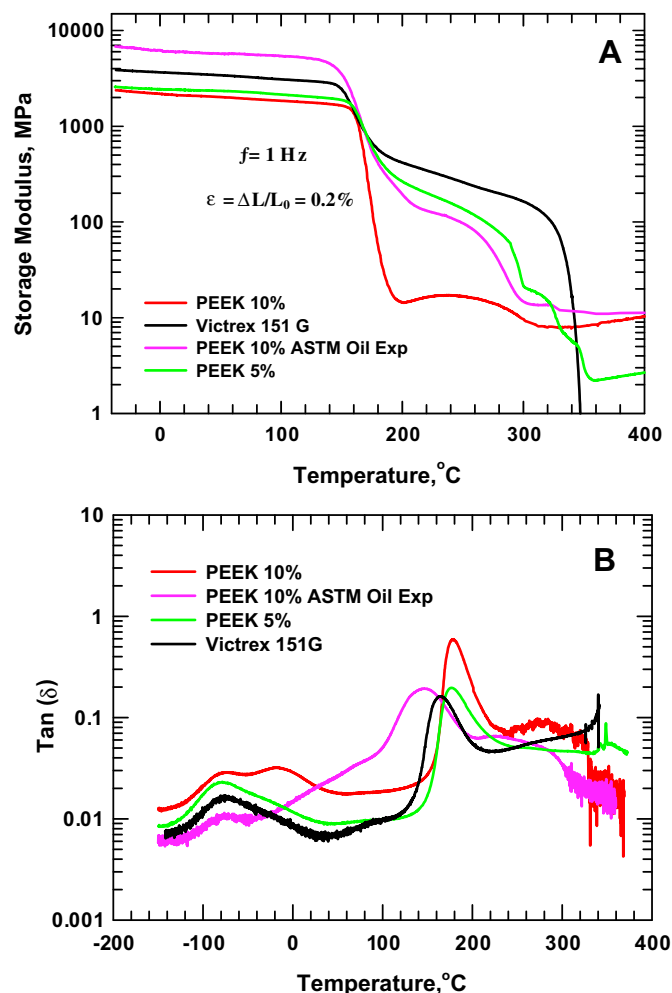 A
10000
1000
100
10
1
Storage Modulus, MPa
f= 1 Hz
ε = ΔL/L₀ = 0.2%
PEEK 10%
Victrex 151 G
PEEK 10% ASTM Oil Exp
PEEK 5%
0 100 200 300 400
Temperature,°C
B
10
1
0.1
0.01
0.001
Tan (δ)
PEEK 10%
PEEK 10% ASTM Oil Exp
PEEK 5%
Victrex 151G
-200 -100 0 100 200 300 400
Temperature,°C